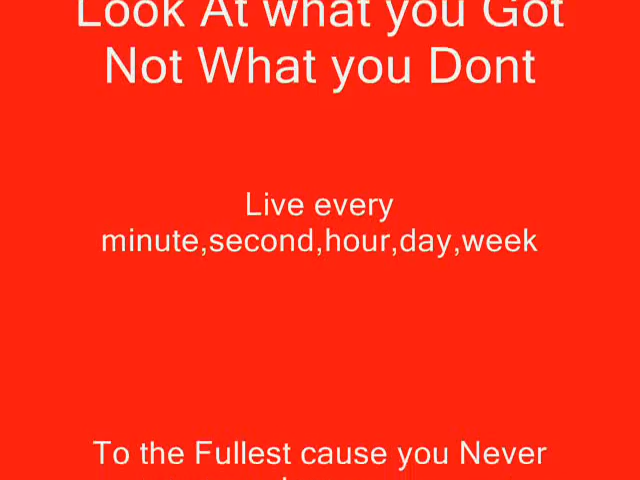 Look At what you Got
Not What you Dont
Live every
minute,second,hour,day,week
To the Fullest cause you Never